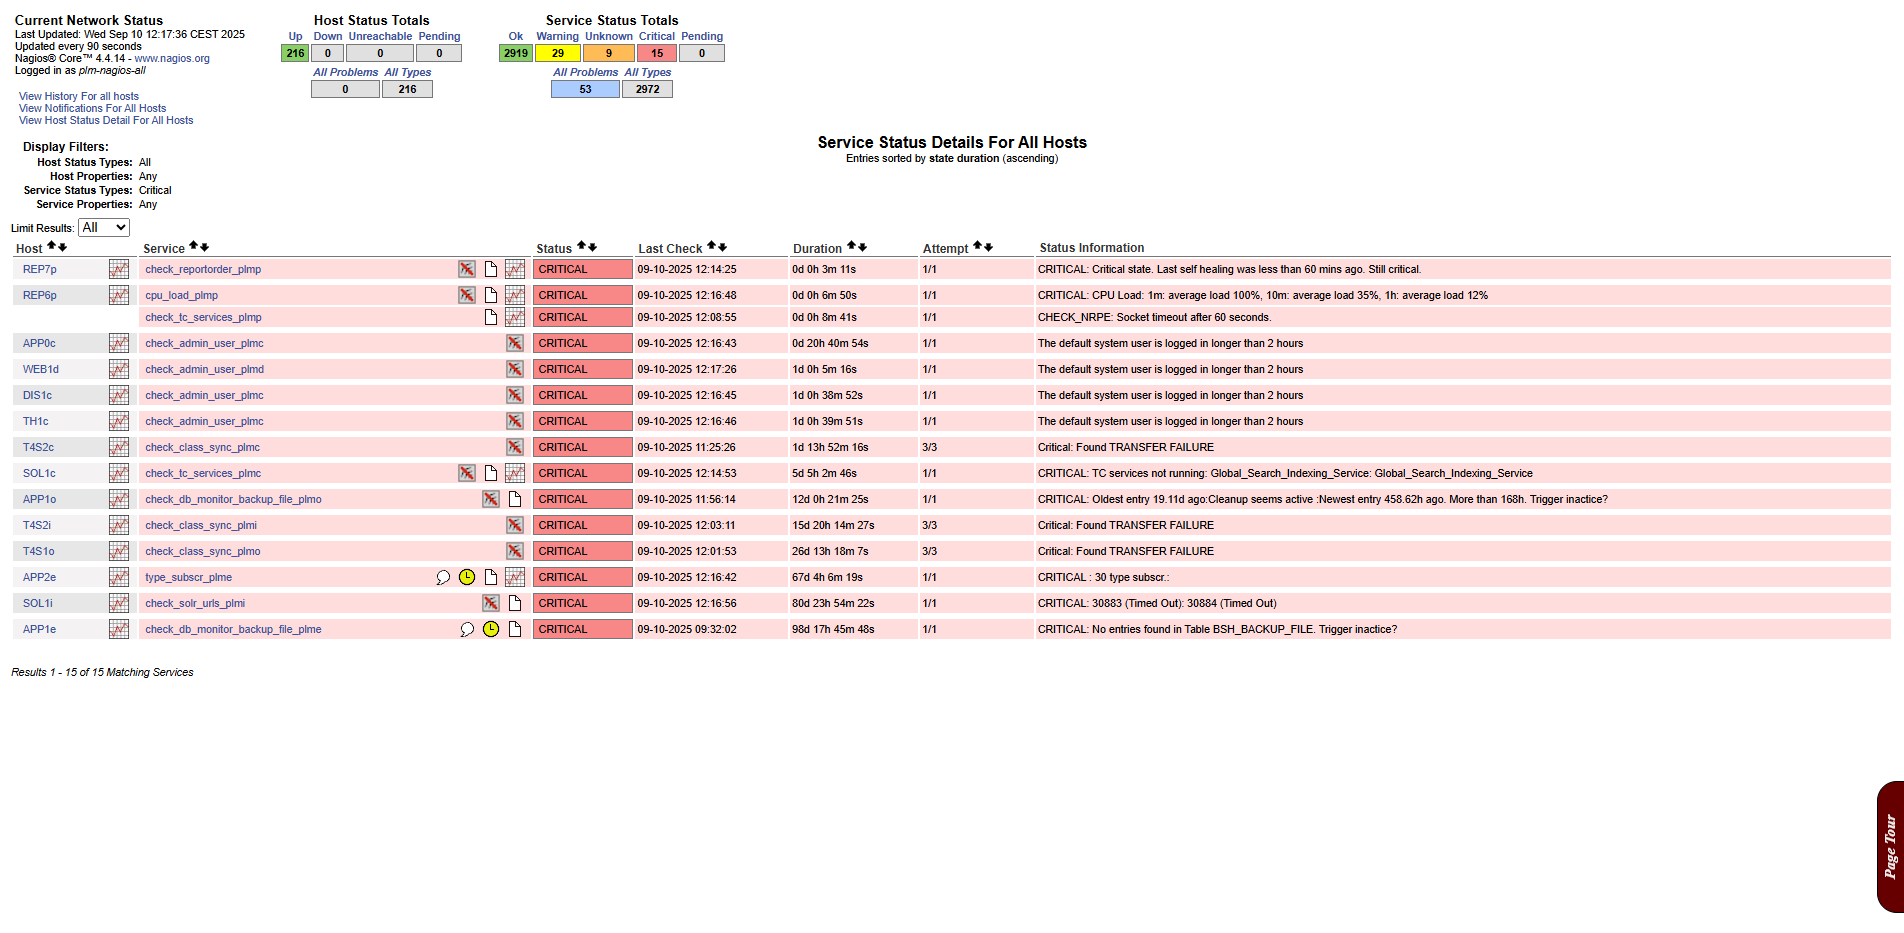 Current Network Status
Last Updated: Wed Sep 10 12:17:36 CEST 2025
Updated every 90 seconds
Nagios® Core™ 4.4.14 - www.nagios.org
Logged in as plm-nagios-all
View History For all hosts
View Notifications For All Hosts
View Host Status Detail For All Hosts
Host Status Totals
Up Down Unreachable Pending
216 0 0 0
All Problems All Types
0 216
Service Status Totals
Ok Warning Unknown Critical Pending
2919 29 9 15 0
All Problems All Types
53 2972
Display Filters:
Host Status Types: All
Host Properties: Any
Service Status Types: Critical
Service Properties: Any
Service Status Details For All Hosts
Entries sorted by state duration (ascending)
Limit Results: All
Host Service Status Last Check Duration Attempt Status Information
REP7p check_reportorder_plmp CRITICAL 09-10-2025 12:14:25 0d 0h 3m 11s 1/1 CRITICAL: Critical state. Last self healing was less than 60 mins ago. Still critical.
REP6p cpu_load_plmp CRITICAL 09-10-2025 12:16:48 0d 0h 6m 50s 1/1 CRITICAL: CPU Load: 1m: average load 100%, 10m: average load 35%, 1h: average load 12%
check_tc_services_plmp CRITICAL 09-10-2025 12:08:55 0d 0h 8m 41s 1/1 CHECK_NRPE: Socket timeout after 60 seconds.
APP0c check_admin_user_plmc CRITICAL 09-10-2025 12:16:43 0d 20h 40m 54s 1/1 The default system user is logged in longer than 2 hours
WEB1d check_admin_user_plmd CRITICAL 09-10-2025 12:17:26 1d 0h 5m 16s 1/1 The default system user is logged in longer than 2 hours
DIS1c check_admin_user_plmc CRITICAL 09-10-2025 12:16:45 1d 0h 38m 52s 1/1 The default system user is logged in longer than 2 hours
TH1c check_admin_user_plmc CRITICAL 09-10-2025 12:16:46 1d 0h 39m 51s 1/1 The default system user is logged in longer than 2 hours
T4S2c check_class_sync_plmc CRITICAL 09-10-2025 11:25:26 1d 13h 52m 16s 3/3 Critical: Found TRANSFER FAILURE
SOL1c check_tc_services_plmc CRITICAL 09-10-2025 12:14:53 5d 5h 2m 46s 1/1 CRITICAL: TC services not running: Global_Search_Indexing_Service: Global_Search_Indexing_Service
APP1o check_db_monitor_backup_file_plmo CRITICAL 09-10-2025 11:56:14 12d 0h 21m 25s 1/1 CRITICAL: Oldest entry 19.11d ago:Cleanup seems active :Newest entry 458.62h ago. More than 168h. Trigger inactice?
T4S2i check_class_sync_plmi CRITICAL 09-10-2025 12:03:11 15d 20h 14m 27s 3/3 Critical: Found TRANSFER FAILURE
T4S1o check_class_sync_plmo CRITICAL 09-10-2025 12:01:53 26d 13h 18m 7s 3/3 Critical: Found TRANSFER FAILURE
APP2e type_subscr_plme CRITICAL 09-10-2025 12:16:42 67d 4h 6m 19s 1/1 CRITICAL : 30 type subscr.:
SOL1i check_solr_urls_plmi CRITICAL 09-10-2025 12:16:56 80d 23h 54m 22s 1/1 CRITICAL: 30883 (Timed Out): 30884 (Timed Out)
APP1e check_db_monitor_backup_file_plme CRITICAL 09-10-2025 09:32:02 98d 17h 45m 48s 1/1 CRITICAL: No entries found in Table BSH_BACKUP_FILE. Trigger inactice?
Results 1 - 15 of 15 Matching Services
Page Tour